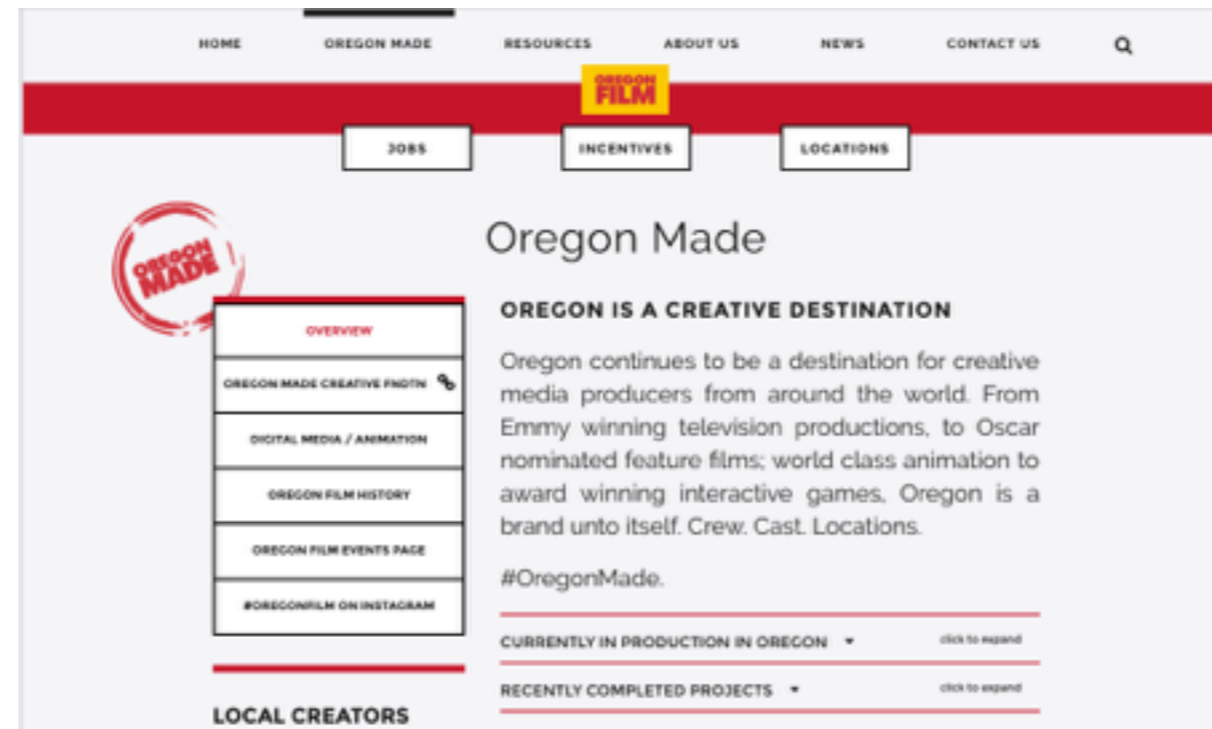 HOME OREGON MADE RESOURCES ABOUT US NEWS CONTACT US
OREGON
FILM
JOBS INCENTIVES LOCATIONS
OREGON
MADE
Oregon Made
OVERVIEW
OREGON MADE CREATIVE FNDTN
DIGITAL MEDIA / ANIMATION
OREGON FILM HISTORY
OREGON FILM EVENTS PAGE
#OREGONFILM ON INSTAGRAM
LOCAL CREATORS
OREGON IS A CREATIVE DESTINATION
Oregon continues to be a destination for creative
media producers from around the world. From
Emmy winning television productions, to Oscar
nominated feature films; world class animation to
award winning interactive games, Oregon is a
brand unto itself. Crew. Cast. Locations.
#OregonMade.
CURRENTLY IN PRODUCTION IN OREGON click to expand
RECENTLY COMPLETED PROJECTS click to expand